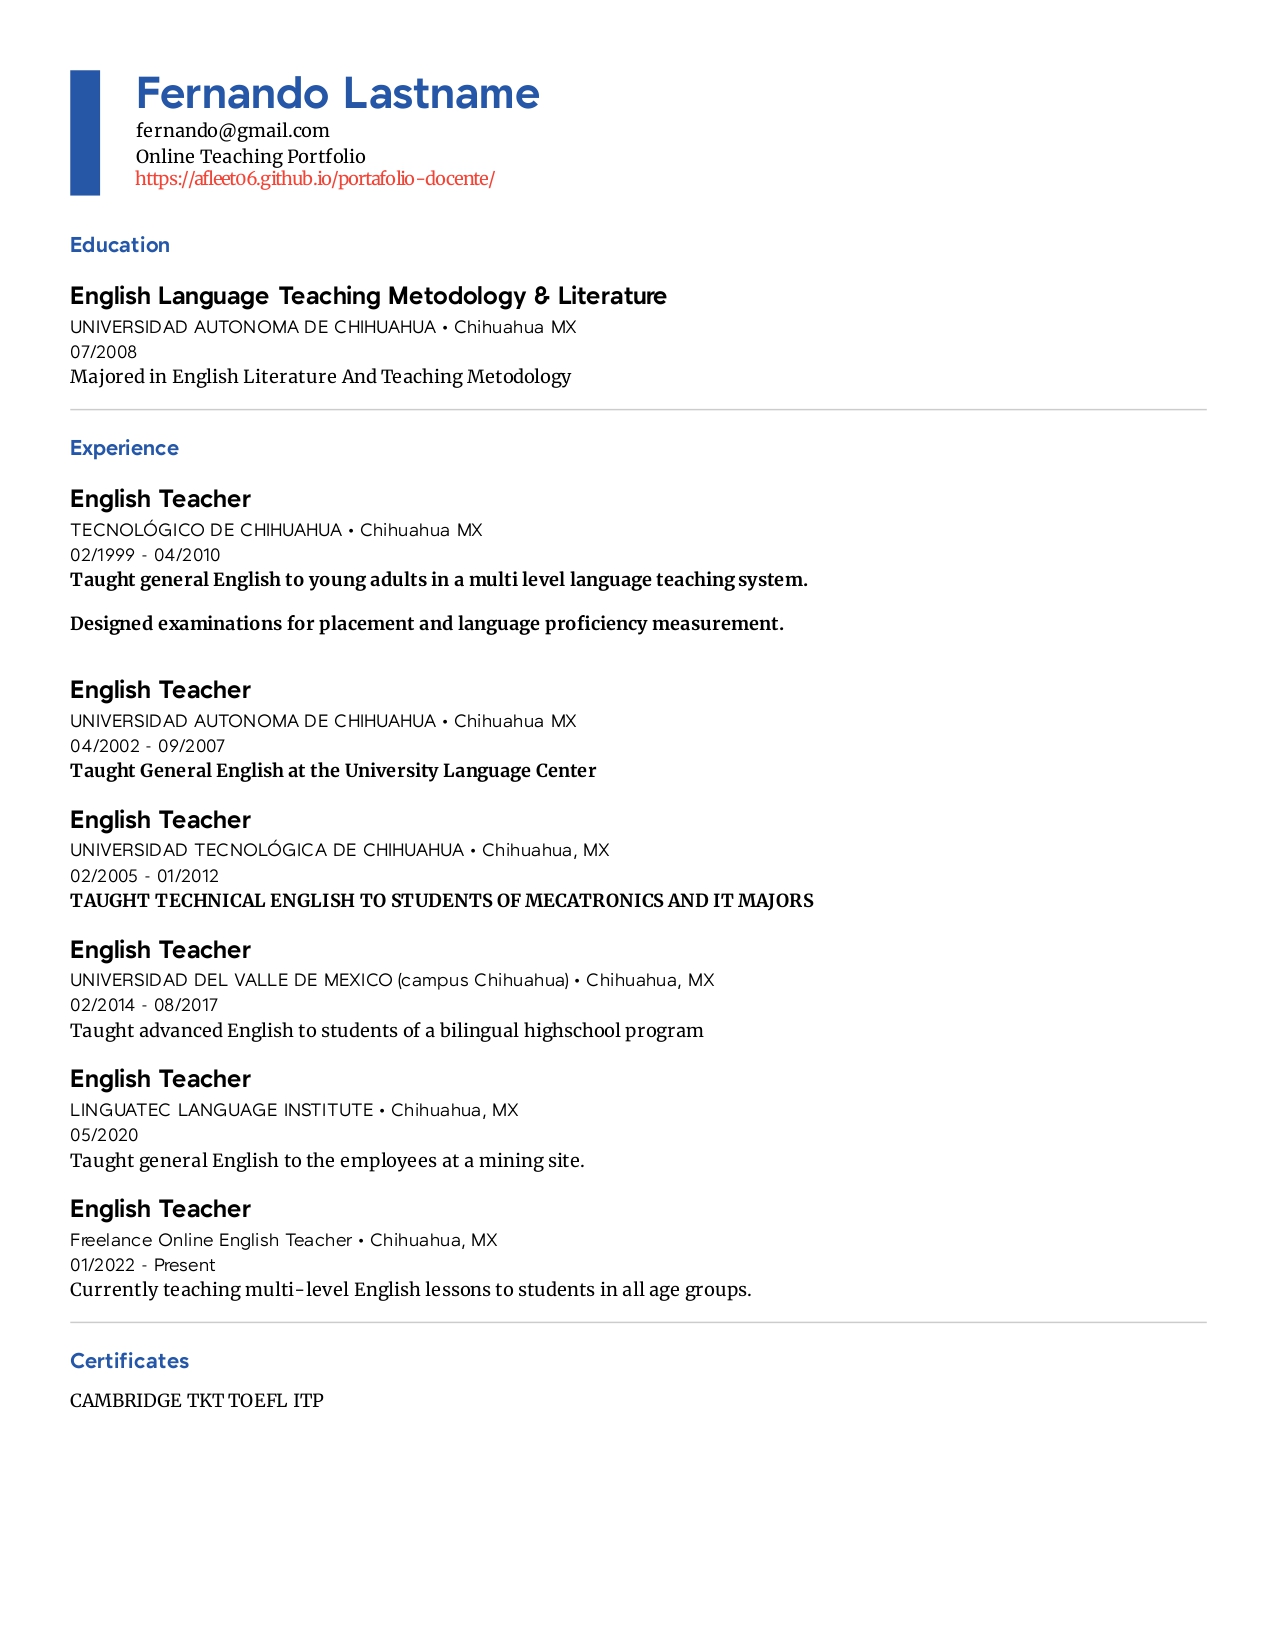 Fernando Lastname
fernando@gmail.com
Online Teaching Portfolio
https://afleet06.github.io/portafolio-docente/
Education
English Language Teaching Metodology & Literature
UNIVERSIDAD AUTONOMA DE CHIHUAHUA • Chihuahua MX
07/2008
Majored in English Literature And Teaching Metodology
Experience
English Teacher
TECNOLÓGICO DE CHIHUAHUA • Chihuahua MX
02/1999 - 04/2010
Taught general English to young adults in a multi level language teaching system.
Designed examinations for placement and language proficiency measurement.
English Teacher
UNIVERSIDAD AUTONOMA DE CHIHUAHUA • Chihuahua MX
04/2002 - 09/2007
Taught General English at the University Language Center
English Teacher
UNIVERSIDAD TECNOLÓGICA DE CHIHUAHUA • Chihuahua, MX
02/2005 - 01/2012
TAUGHT TECHNICAL ENGLISH TO STUDENTS OF MECATRONICS AND IT MAJORS
English Teacher
UNIVERSIDAD DEL VALLE DE MEXICO (campus Chihuahua) • Chihuahua, MX
02/2014 - 08/2017
Taught advanced English to students of a bilingual highschool program
English Teacher
LINGUATEC LANGUAGE INSTITUTE • Chihuahua, MX
05/2020
Taught general English to the employees at a mining site.
English Teacher
Freelance Online English Teacher • Chihuahua, MX
01/2022 - Present
Currently teaching multi-level English lessons to students in all age groups.
Certificates
CAMBRIDGE TKT TOEFL ITP